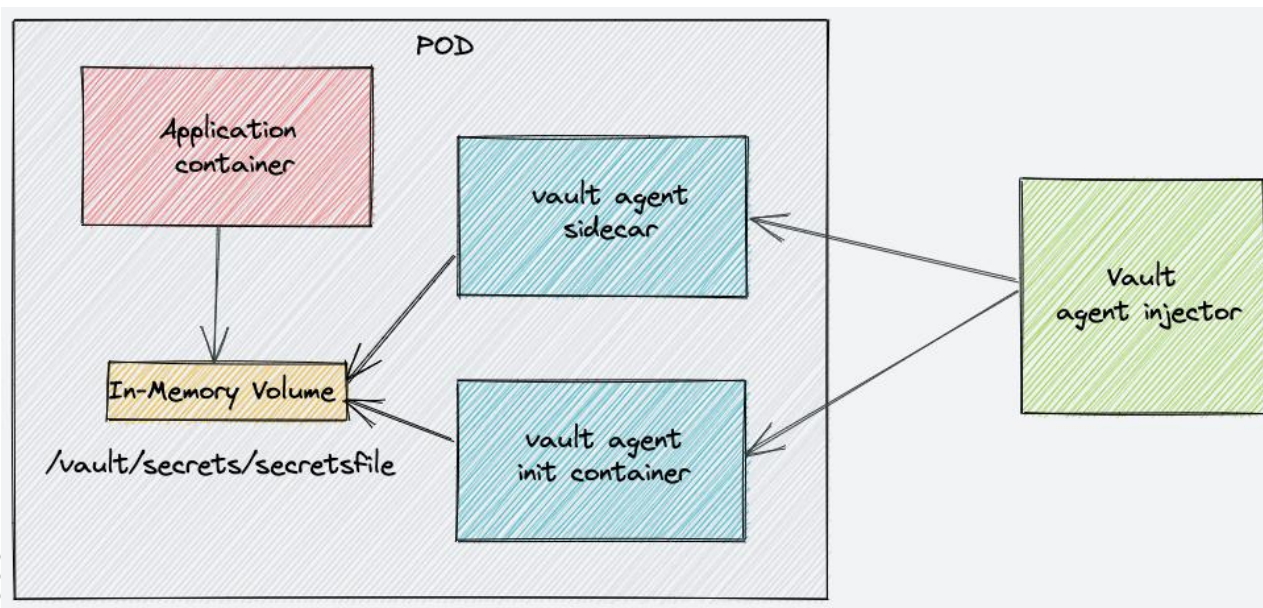 POD
Application
container
vault agent
sidecar
Vault
agent injector
In-Memory Volume
/vault/secrets/secretsfile
vault agent
init container